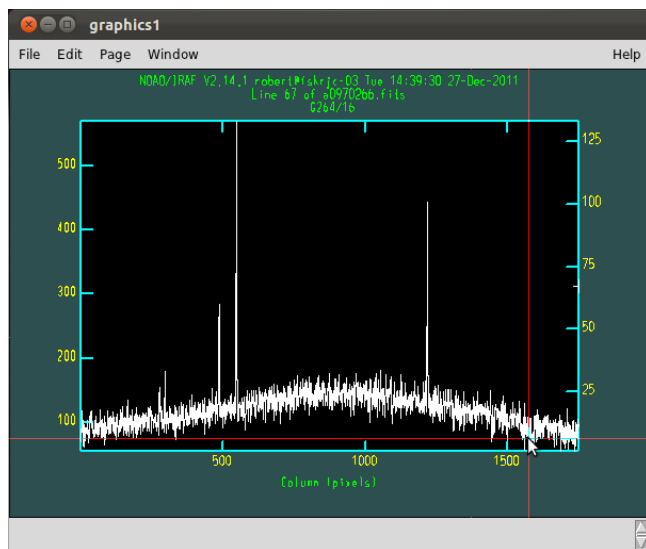 graphics1
File Edit Page Window Help
NOAO/IRAF V2.14.1 robert@fskrjc-03 Tue 14:39:30 27-Dec-2011
Line 67 of a0970266.fits
G264/16
500
400
300
200
100
125
100
75
50
25
500 1000 1500
Column (pixels)